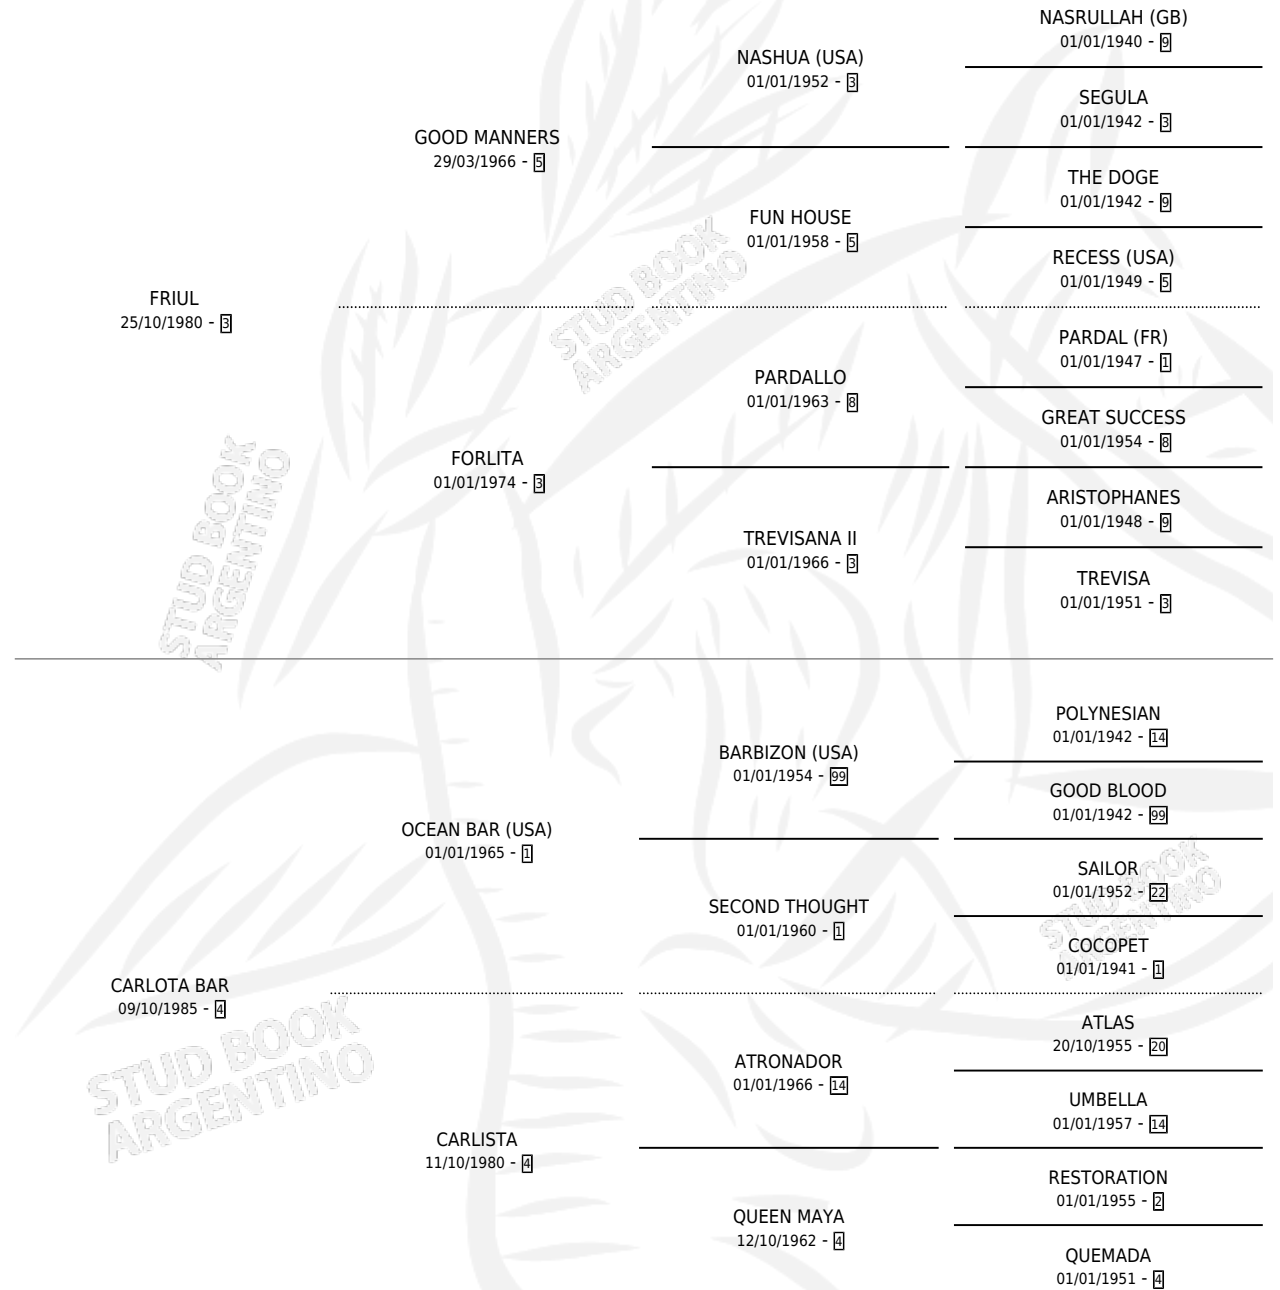 NASRULLAH (GB)
01/01/1940 - 9
NASHUA (USA)
01/01/1952 - 3
SEGULA
01/01/1942 - 3
GOOD MANNERS
29/03/1966 - 5
THE DOGE
01/01/1942 - 9
FUN HOUSE
01/01/1958 - 5
RECESS (USA)
01/01/1949 - 5
FRIUL
25/10/1980 - 3
STUD BOOK
ARGENTINO
PARDAL (FR)
01/01/1947 - 1
PARDALLO
01/01/1963 - 8
GREAT SUCCESS
01/01/1954 - 8
FORLITA
01/01/1974 - 3
ARISTOPHANES
01/01/1948 - 9
TREVISANA II
01/01/1966 - 3
TREVISA
01/01/1951 - 3
STUD BOOK
ARGENTINO
POLYNESIAN
01/01/1942 - 14
BARBIZON (USA)
01/01/1954 - 99
GOOD BLOOD
01/01/1942 - 99
OCEAN BAR (USA)
01/01/1965 - 1
SAILOR
01/01/1952 - 22
SECOND THOUGHT
01/01/1960 - 1
STUD BOOK
ARGENTINO
COCOPET
01/01/1941 - 1
CARLOTA BAR
09/10/1985 - 4
STUD BOOK
ARGENTINO
ATLAS
20/10/1955 - 20
ATRONADOR
01/01/1966 - 14
UMBELLA
01/01/1957 - 14
CARLISTA
11/10/1980 - 4
RESTORATION
01/01/1955 - 2
QUEEN MAYA
12/10/1962 - 4
QUEMADA
01/01/1951 - 4